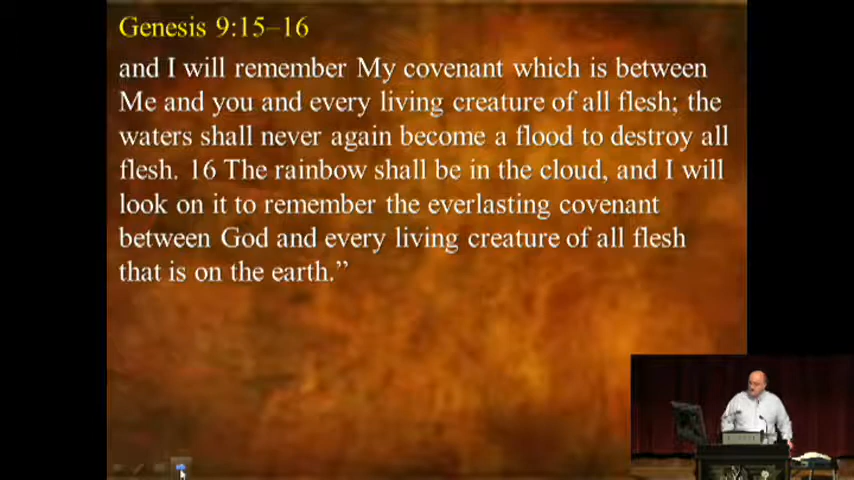 Genesis 9:15–16
and I will remember My covenant which is between
Me and you and every living creature of all flesh; the
waters shall never again become a flood to destroy all
flesh. 16 The rainbow shall be in the cloud, and I will
look on it to remember the everlasting covenant
between God and every living creature of all flesh
that is on the earth.”